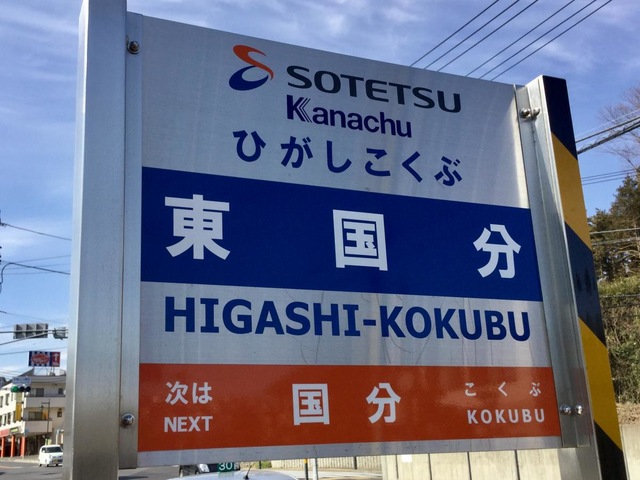 SOTETSU
Kanachu
ひがしこくぶ
東国分
HIGASHI-KOKUBU
次は 国分 こくぶ
NEXT KOKUBU
30